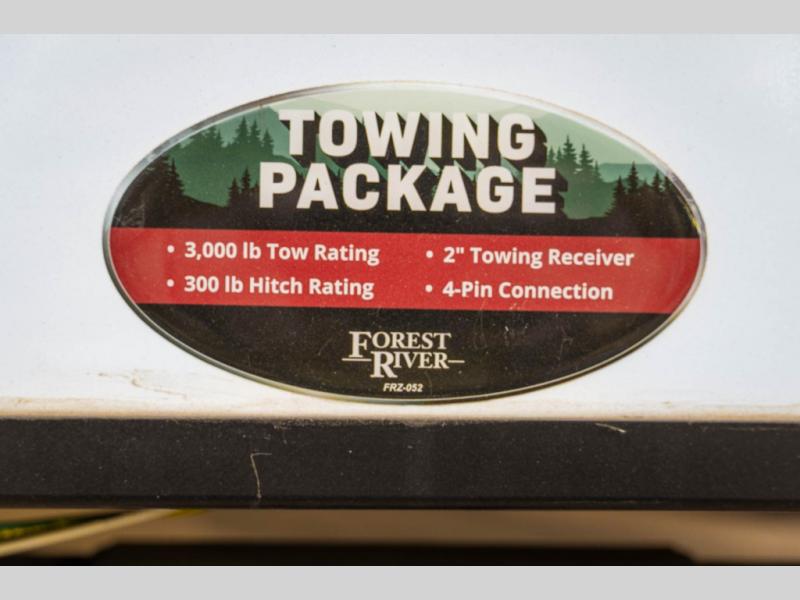 TOWING
PACKAGE
• 3,000 lb Tow Rating
• 300 lb Hitch Rating
• 2" Towing Receiver
• 4-Pin Connection
FOREST
RIVER
FRZ-052